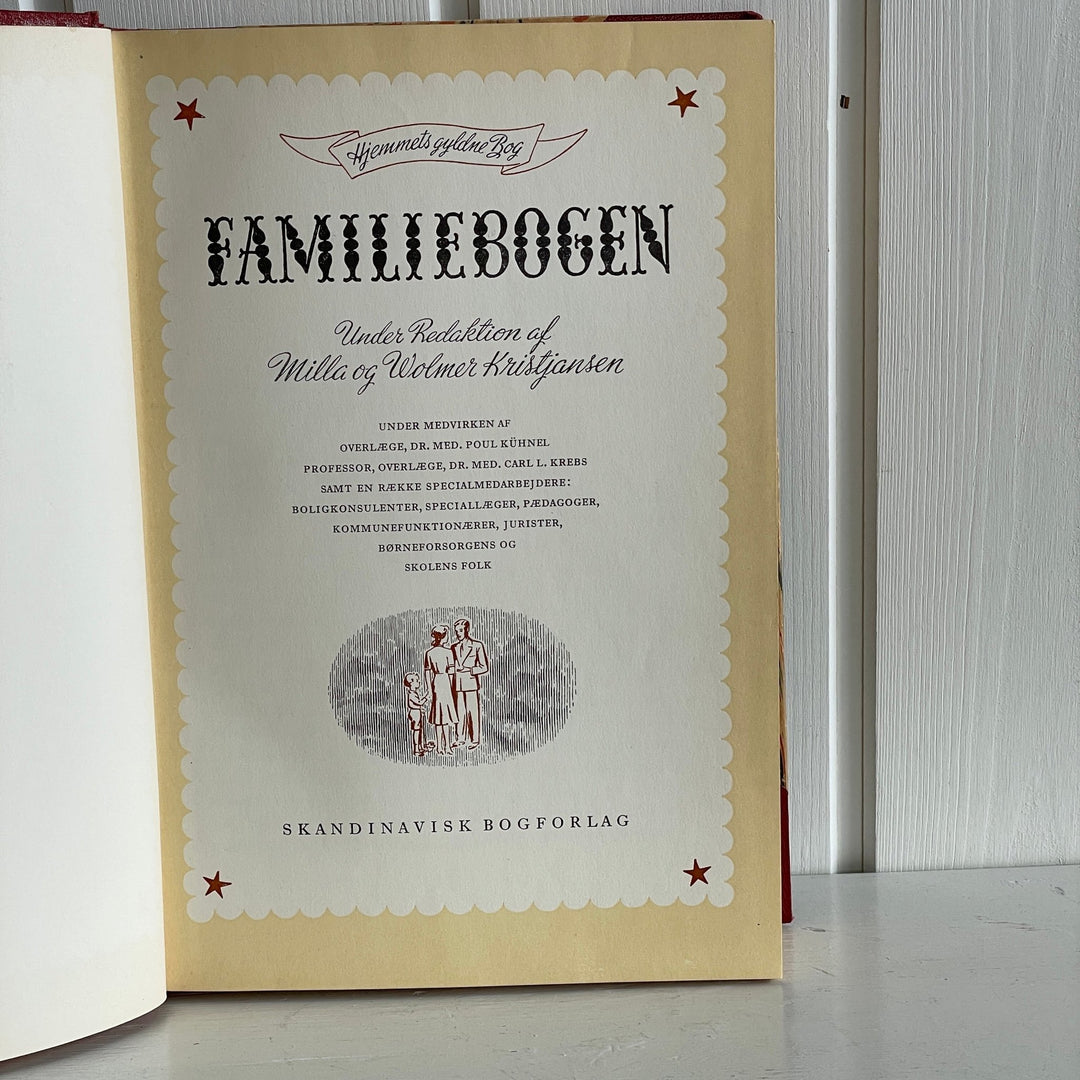 Hjemmets gyldne Bog
FAMILIEBOGEN
Under Redaktion af
Milla og Wolmer Kristjansen
UNDER MEDVIRKEN AF
OVERLÆGE, DR. MED. POUL KÜHNEL
PROFESSOR, OVERLÆGE, DR. MED. CARL L. KREBS
SAMT EN RÆKKE SPECIALMEDARBEJDERE:
BOLIGKONSULENTER, SPECIALLÆGER, PÆDAGOGER,
KOMMUNEFUNKTIONÆRER, JURISTER,
BØRNEFORSORGENS OG
SKOLENS FOLK
SKANDINAVISK BOGFORLAG